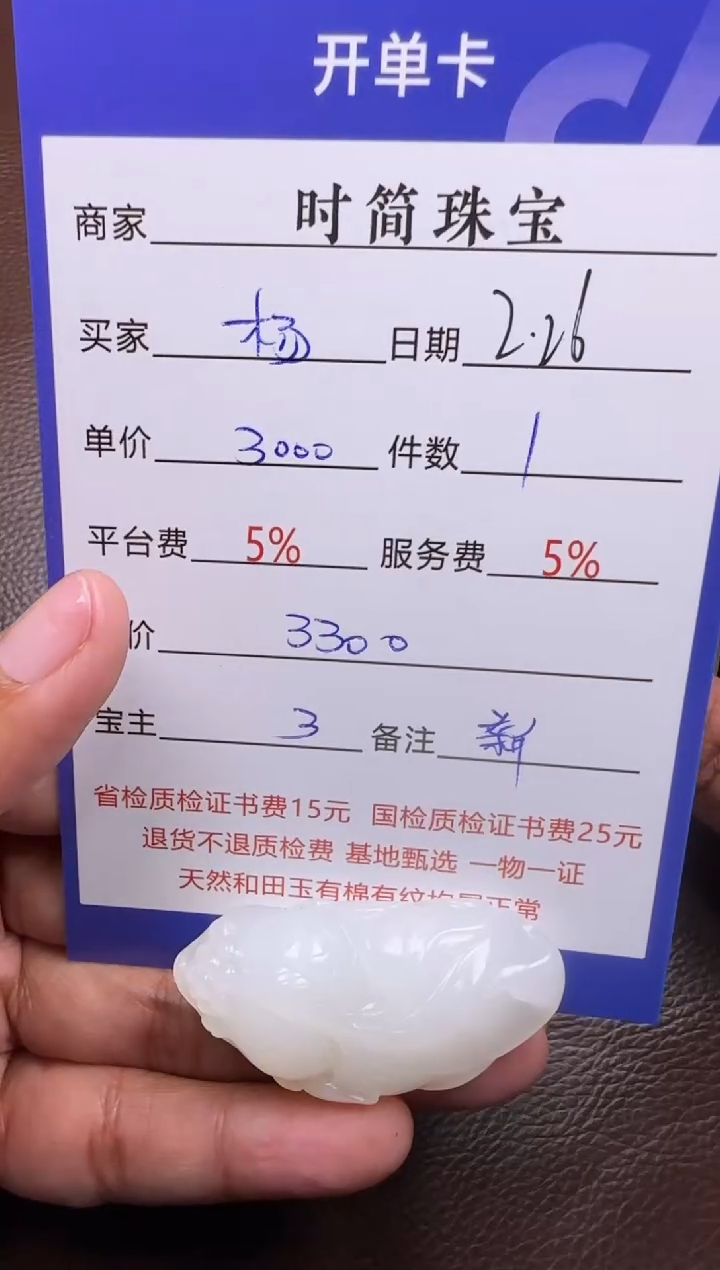 开单卡
商家 时简珠宝
买家 杨 日期 2.26
单价 3000 件数 1
平台费 5% 服务费 5%
价 3300
宝主 3 备注 新
省检质检证书费15元 国检质检证书费25元
退货不退质检费 基地甄选 一物一证
天然和田玉有棉有纹均属正常